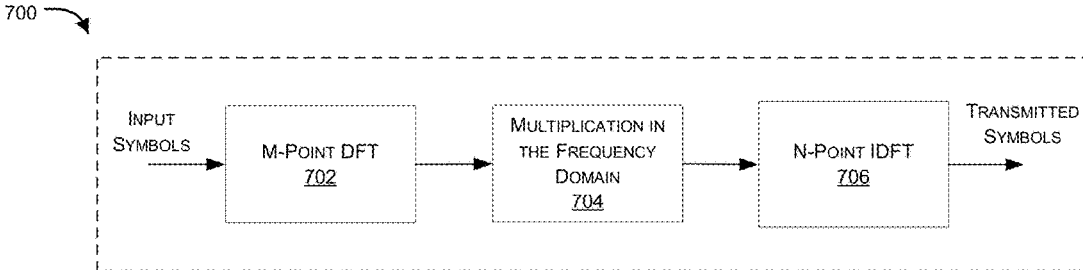 700
INPUT
SYMBOLS
M-POINT DFT
702
MULTIPLICATION IN
THE FREQUENCY
DOMAIN
704
N-POINT IDFT
706
TRANSMITTED
SYMBOLS